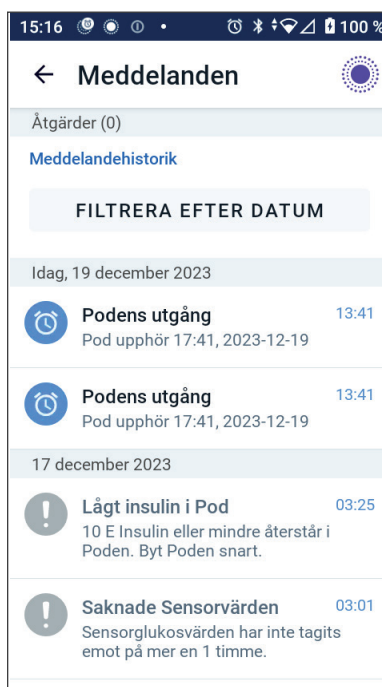 15:16 100 %
Meddelanden
Åtgärder (0)
Meddelandehistorik
FILTRERA EFTER DATUM
Idag, 19 december 2023
Podens utgång 13:41
Pod upphör 17:41, 2023-12-19
Podens utgång 13:41
Pod upphör 17:41, 2023-12-19
17 december 2023
Lågt insulin i Pod 03:25
10 E Insulin eller mindre återstår i
Poden. Byt Poden snart.
Saknade Sensorvärden 03:01
Sensorglukosvärden har inte tagits
emot på mer en 1 timme.